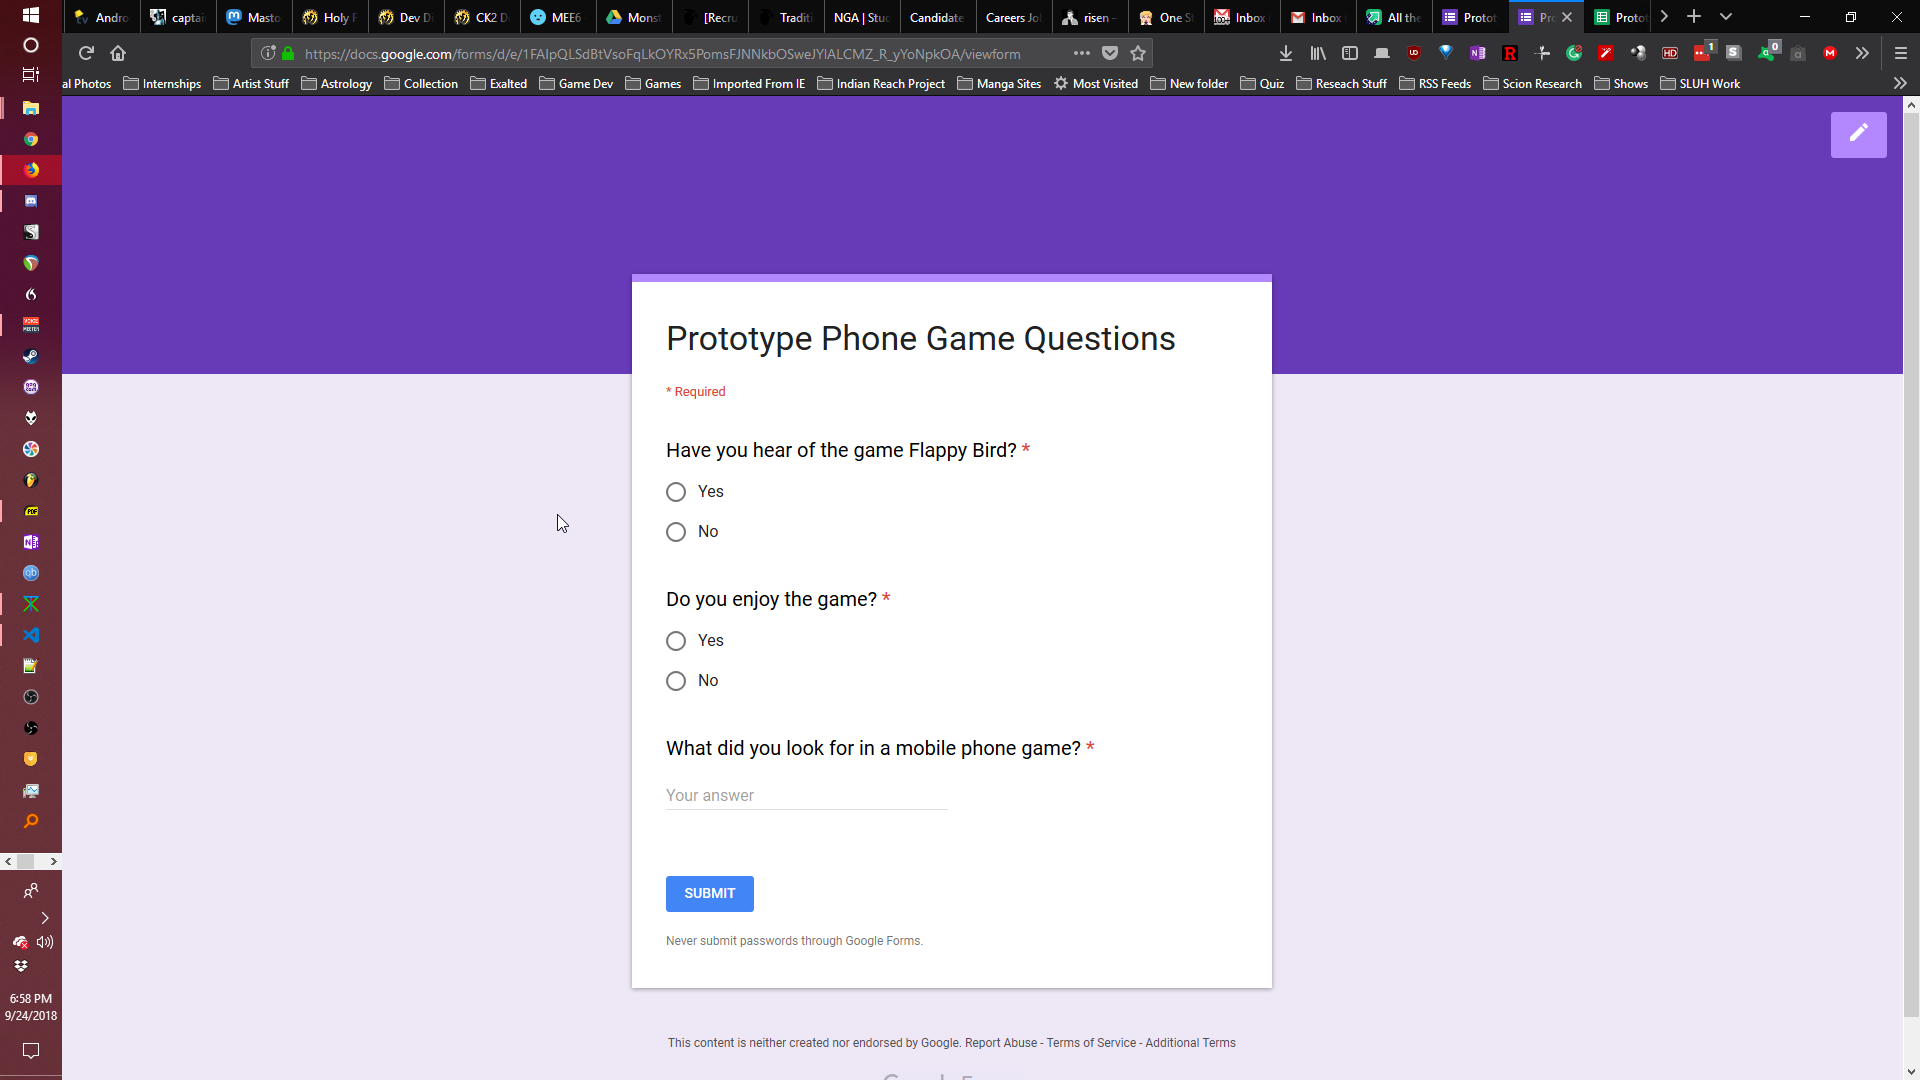 Andro
captai
Masto
Holy F
Dev D
CK2 D
MEE6
Monst
[Recru
Traditi
NGA | Stuc
Candidate
Careers Jo
risen -
One S
Inbox
Inbox
All the
Protot
Pro
Protot
https://docs.google.com/forms/d/e/1FAIpQLSdBtVsoFqLkOYRx5PomsFJNNkbOSweJYlALCMZ_R_yYoNpkOA/viewform
al Photos
Internships
Artist Stuff
Astrology
Collection
Exalted
Game Dev
Games
Imported From IE
Indian Reach Project
Manga Sites
Most Visited
New folder
Quiz
Reseach Stuff
RSS Feeds
Scion Research
Shows
SLUH Work
Prototype Phone Game Questions
* Required
Have you hear of the game Flappy Bird? *
Yes
No
Do you enjoy the game? *
Yes
No
What did you look for in a mobile phone game? *
Your answer
SUBMIT
Never submit passwords through Google Forms.
This content is neither created nor endorsed by Google. Report Abuse - Terms of Service - Additional Terms
6:58 PM
9/24/2018